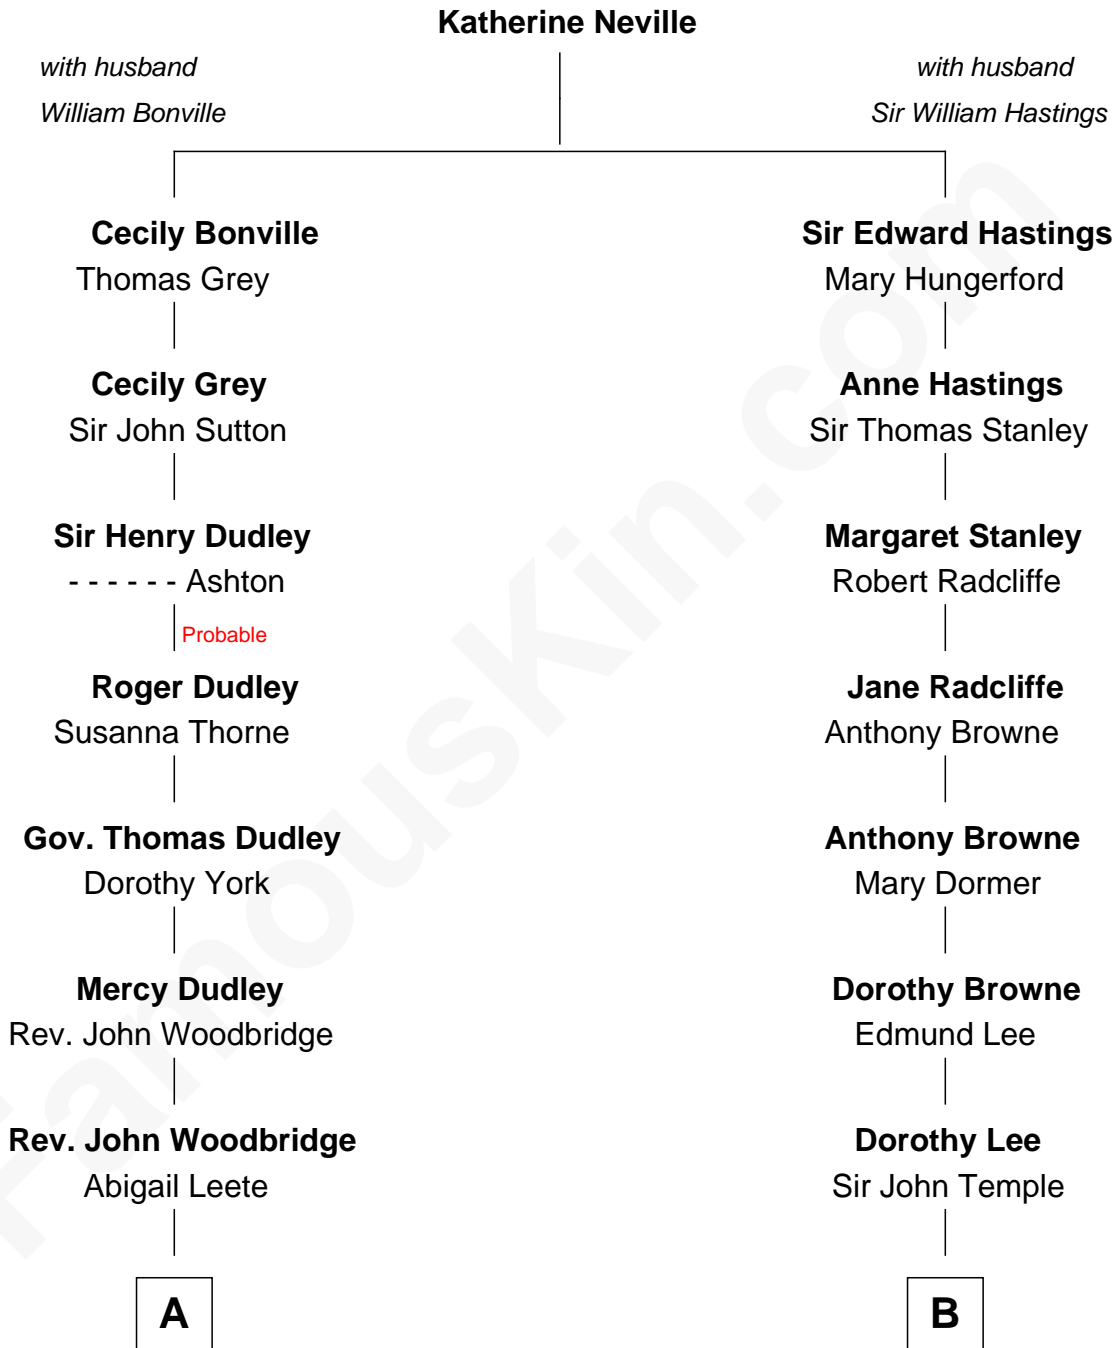 Katherine Neville
with husband
William Bonville
with husband
Sir William Hastings
Cecily Bonville
Thomas Grey
Sir Edward Hastings
Mary Hungerford
Cecily Grey
Sir John Sutton
Anne Hastings
Sir Thomas Stanley
Sir Henry Dudley
- - - - - - Ashton
Probable
Margaret Stanley
Robert Radcliffe
Roger Dudley
Susanna Thorne
Jane Radcliffe
Anthony Browne
Gov. Thomas Dudley
Dorothy York
Anthony Browne
Mary Dormer
Mercy Dudley
Rev. John Woodbridge
Dorothy Browne
Edmund Lee
Rev. John Woodbridge
Abigail Leete
Dorothy Lee
Sir John Temple
A
B
FamousKin.com